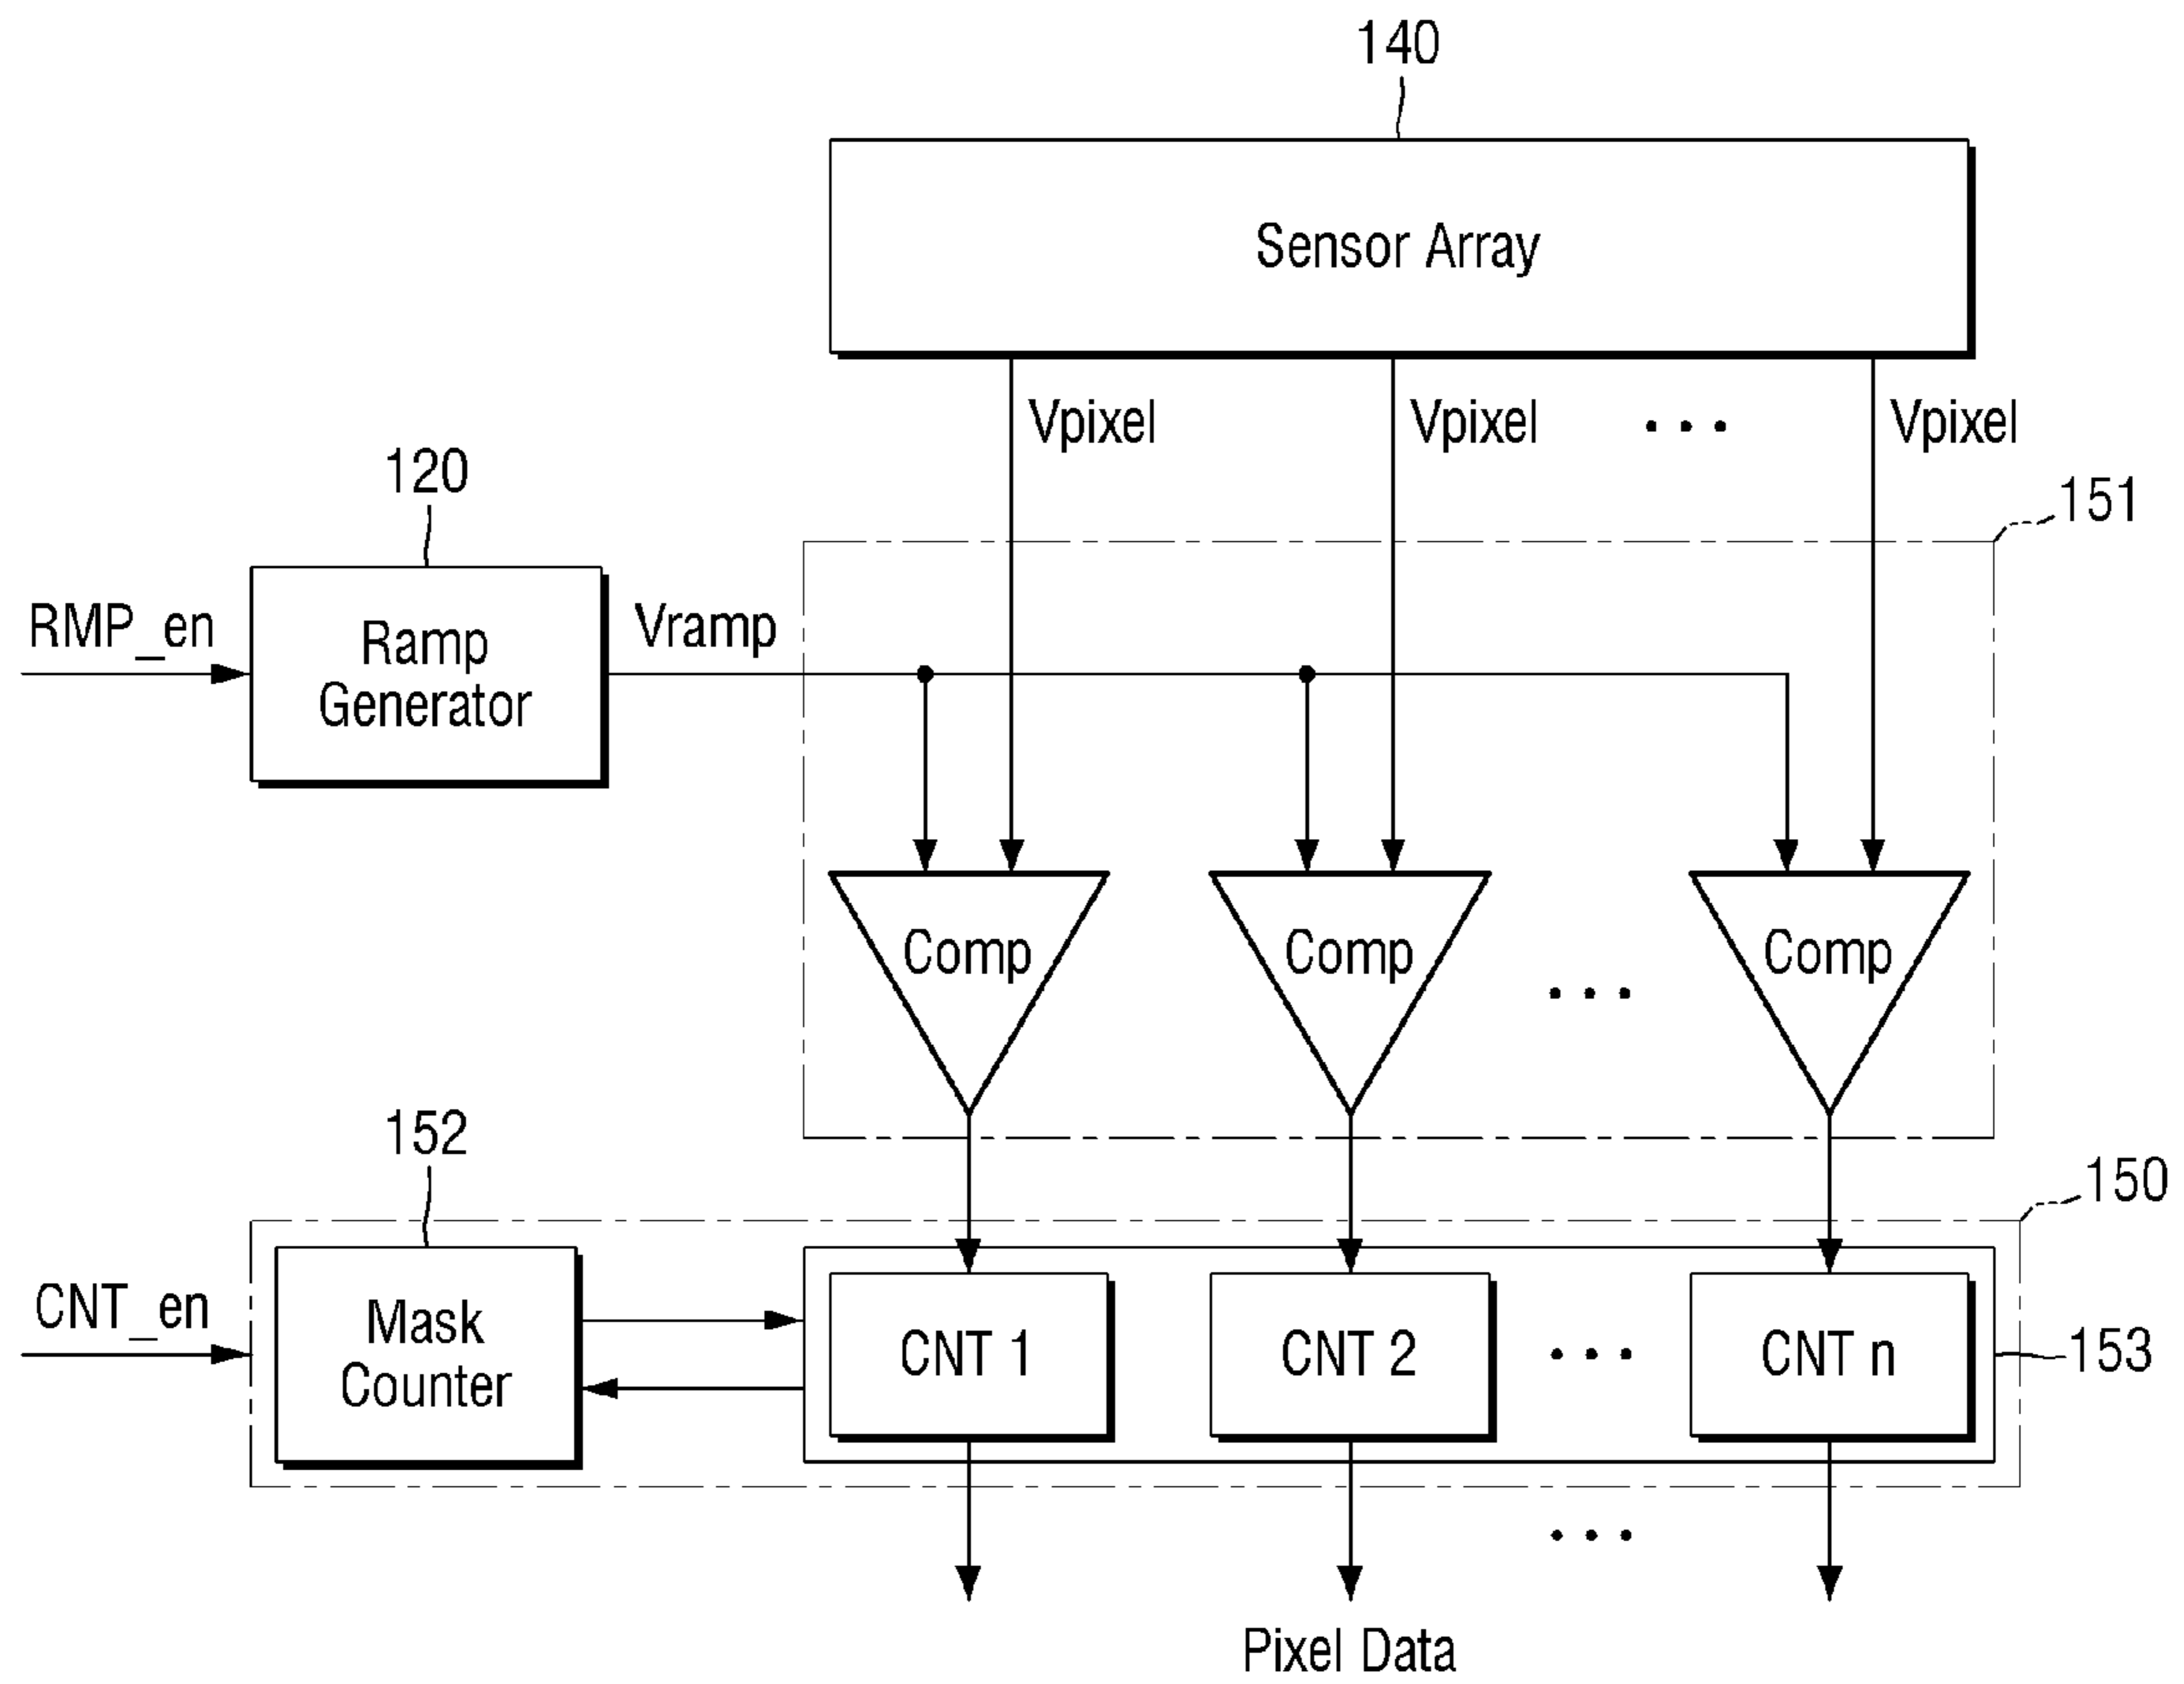 140
Sensor Array
Vpixel Vpixel ... Vpixel
120
151
RMP_en
Ramp
Generator
Vramp
Comp Comp ... Comp
152
150
CNT_en
Mask
Counter
CNT 1 CNT 2 ... CNT n
153
...
Pixel Data